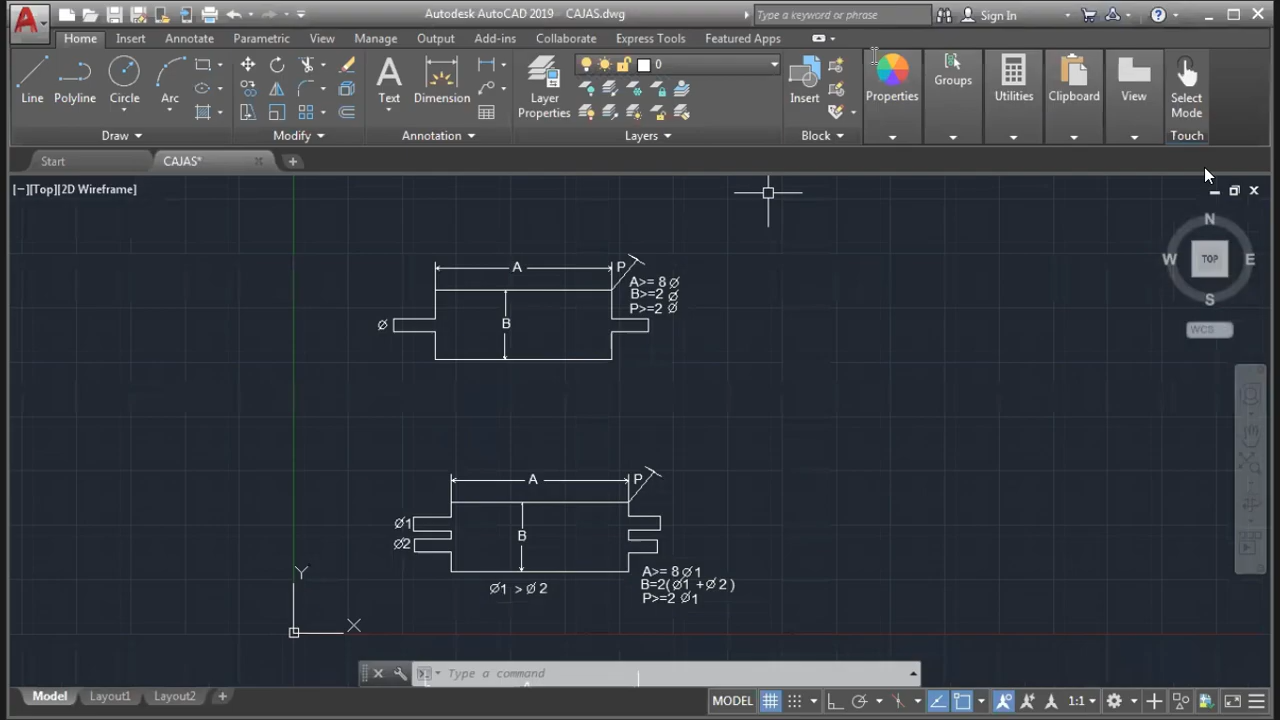 Autodesk AutoCAD 2019 CAJAS.dwg
Type a keyword or phrase
Sign In
Home Insert Annotate Parametric View Manage Output Add-ins Collaborate Express Tools Featured Apps
Line Polyline Circle Arc
Text Dimension
Layer Properties
0
Insert
Properties
Groups
Utilities
Clipboard
View
Select Mode
Draw Modify Annotation Layers Block Touch
Start CAJAS*
[−][Top][2D Wireframe]
N
W TOP E
S
WCS
A P
A>= 8 Ø
B>=2 Ø
P>=2 Ø
Ø B
A P
Ø1 B
Ø2
A>= 8 Ø1
B=2(Ø1 +Ø2 )
P>=2 Ø1
Ø1 > Ø2
Y
X
Type a command
Model Layout1 Layout2
MODEL 1:1